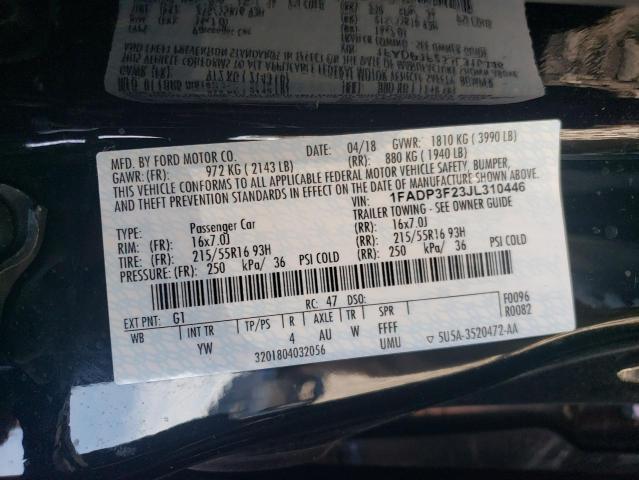 MFD. BY FORD MOTOR CO.
DATE: 04/18 GVWR: 1810 KG (3990 LB)
GAWR: (FR): 972 KG (2143 LB) (RR): 880 KG (1940 LB)
THIS VEHICLE CONFORMS TO ALL APPLICABLE FEDERAL MOTOR VEHICLE SAFETY, BUMPER,
AND THEFT PREVENTION STANDARDS IN EFFECT ON THE DATE OF MANUFACTURE SHOWN ABOVE.
VIN: 1FADP3F23JL310446
TYPE: Passenger Car TRAILER TOWING - SEE OWNER GUIDE
RIM: (FR): 16x7.0J (RR): 16x7.0J
TIRE: (FR): 215/55R16 93H (RR): 215/55R16 93H
PRESSURE: (FR): 250 kPa/ 36 PSI COLD (RR): 250 kPa/ 36 PSI COLD
EXT PNT: G1 RC: 47 DSO: F0096
R0082
WB INT TR TP/PS R AXLE TR SPR
YW 4 AU W FFFF
UMU
3201804032056 ▽ 5U5A-3520472-AA